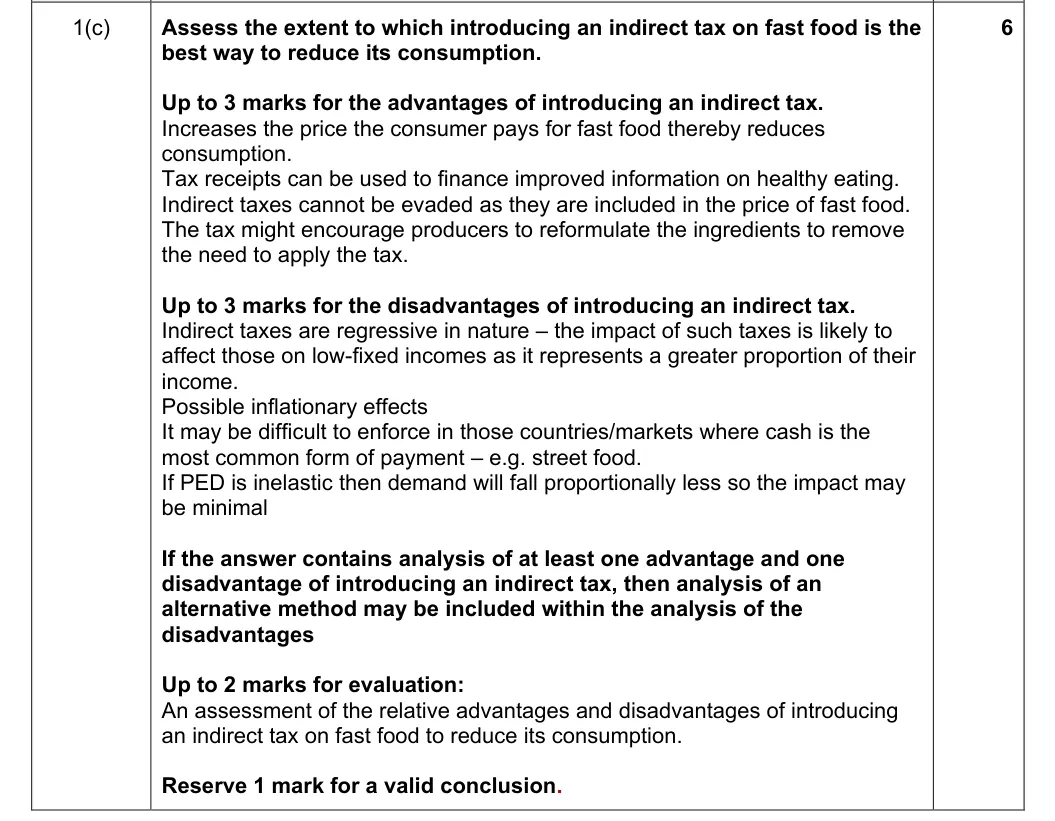 1(c)
Assess the extent to which introducing an indirect tax on fast food is the
6
best way to reduce its consumption.
Up to 3 marks for the advantages of introducing an indirect tax.
Increases the price the consumer pays for fast food thereby reduces
consumption.
Tax receipts can be used to finance improved information on healthy eating.
Indirect taxes cannot be evaded as they are included in the price of fast food.
The tax might encourage producers to reformulate the ingredients to remove
the need to apply the tax.
Up to 3 marks for the disadvantages of introducing an indirect tax.
Indirect taxes are regressive in nature – the impact of such taxes is likely to
affect those on low-fixed incomes as it represents a greater proportion of their
income.
Possible inflationary effects
It may be difficult to enforce in those countries/markets where cash is the
most common form of payment – e.g. street food.
If PED is inelastic then demand will fall proportionally less so the impact may
be minimal
If the answer contains analysis of at least one advantage and one
disadvantage of introducing an indirect tax, then analysis of an
alternative method may be included within the analysis of the
disadvantages
Up to 2 marks for evaluation:
An assessment of the relative advantages and disadvantages of introducing
an indirect tax on fast food to reduce its consumption.
Reserve 1 mark for a valid conclusion.